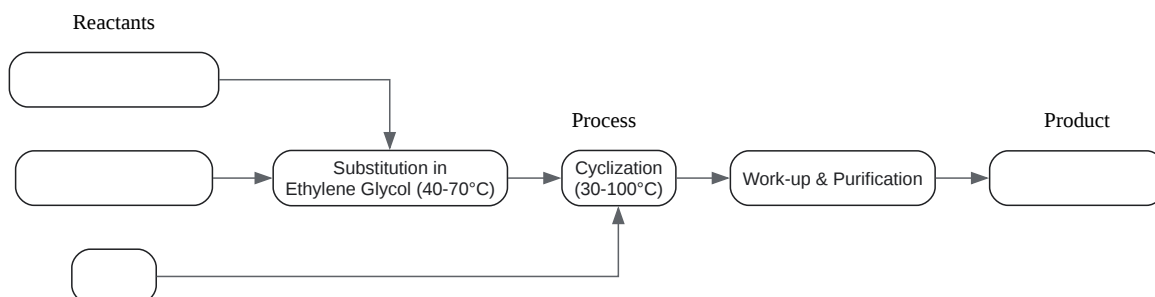 Reactants
Process
Product
Substitution in
Ethylene Glycol (40-70°C)
Cyclization
(30-100°C)
Work-up & Purification